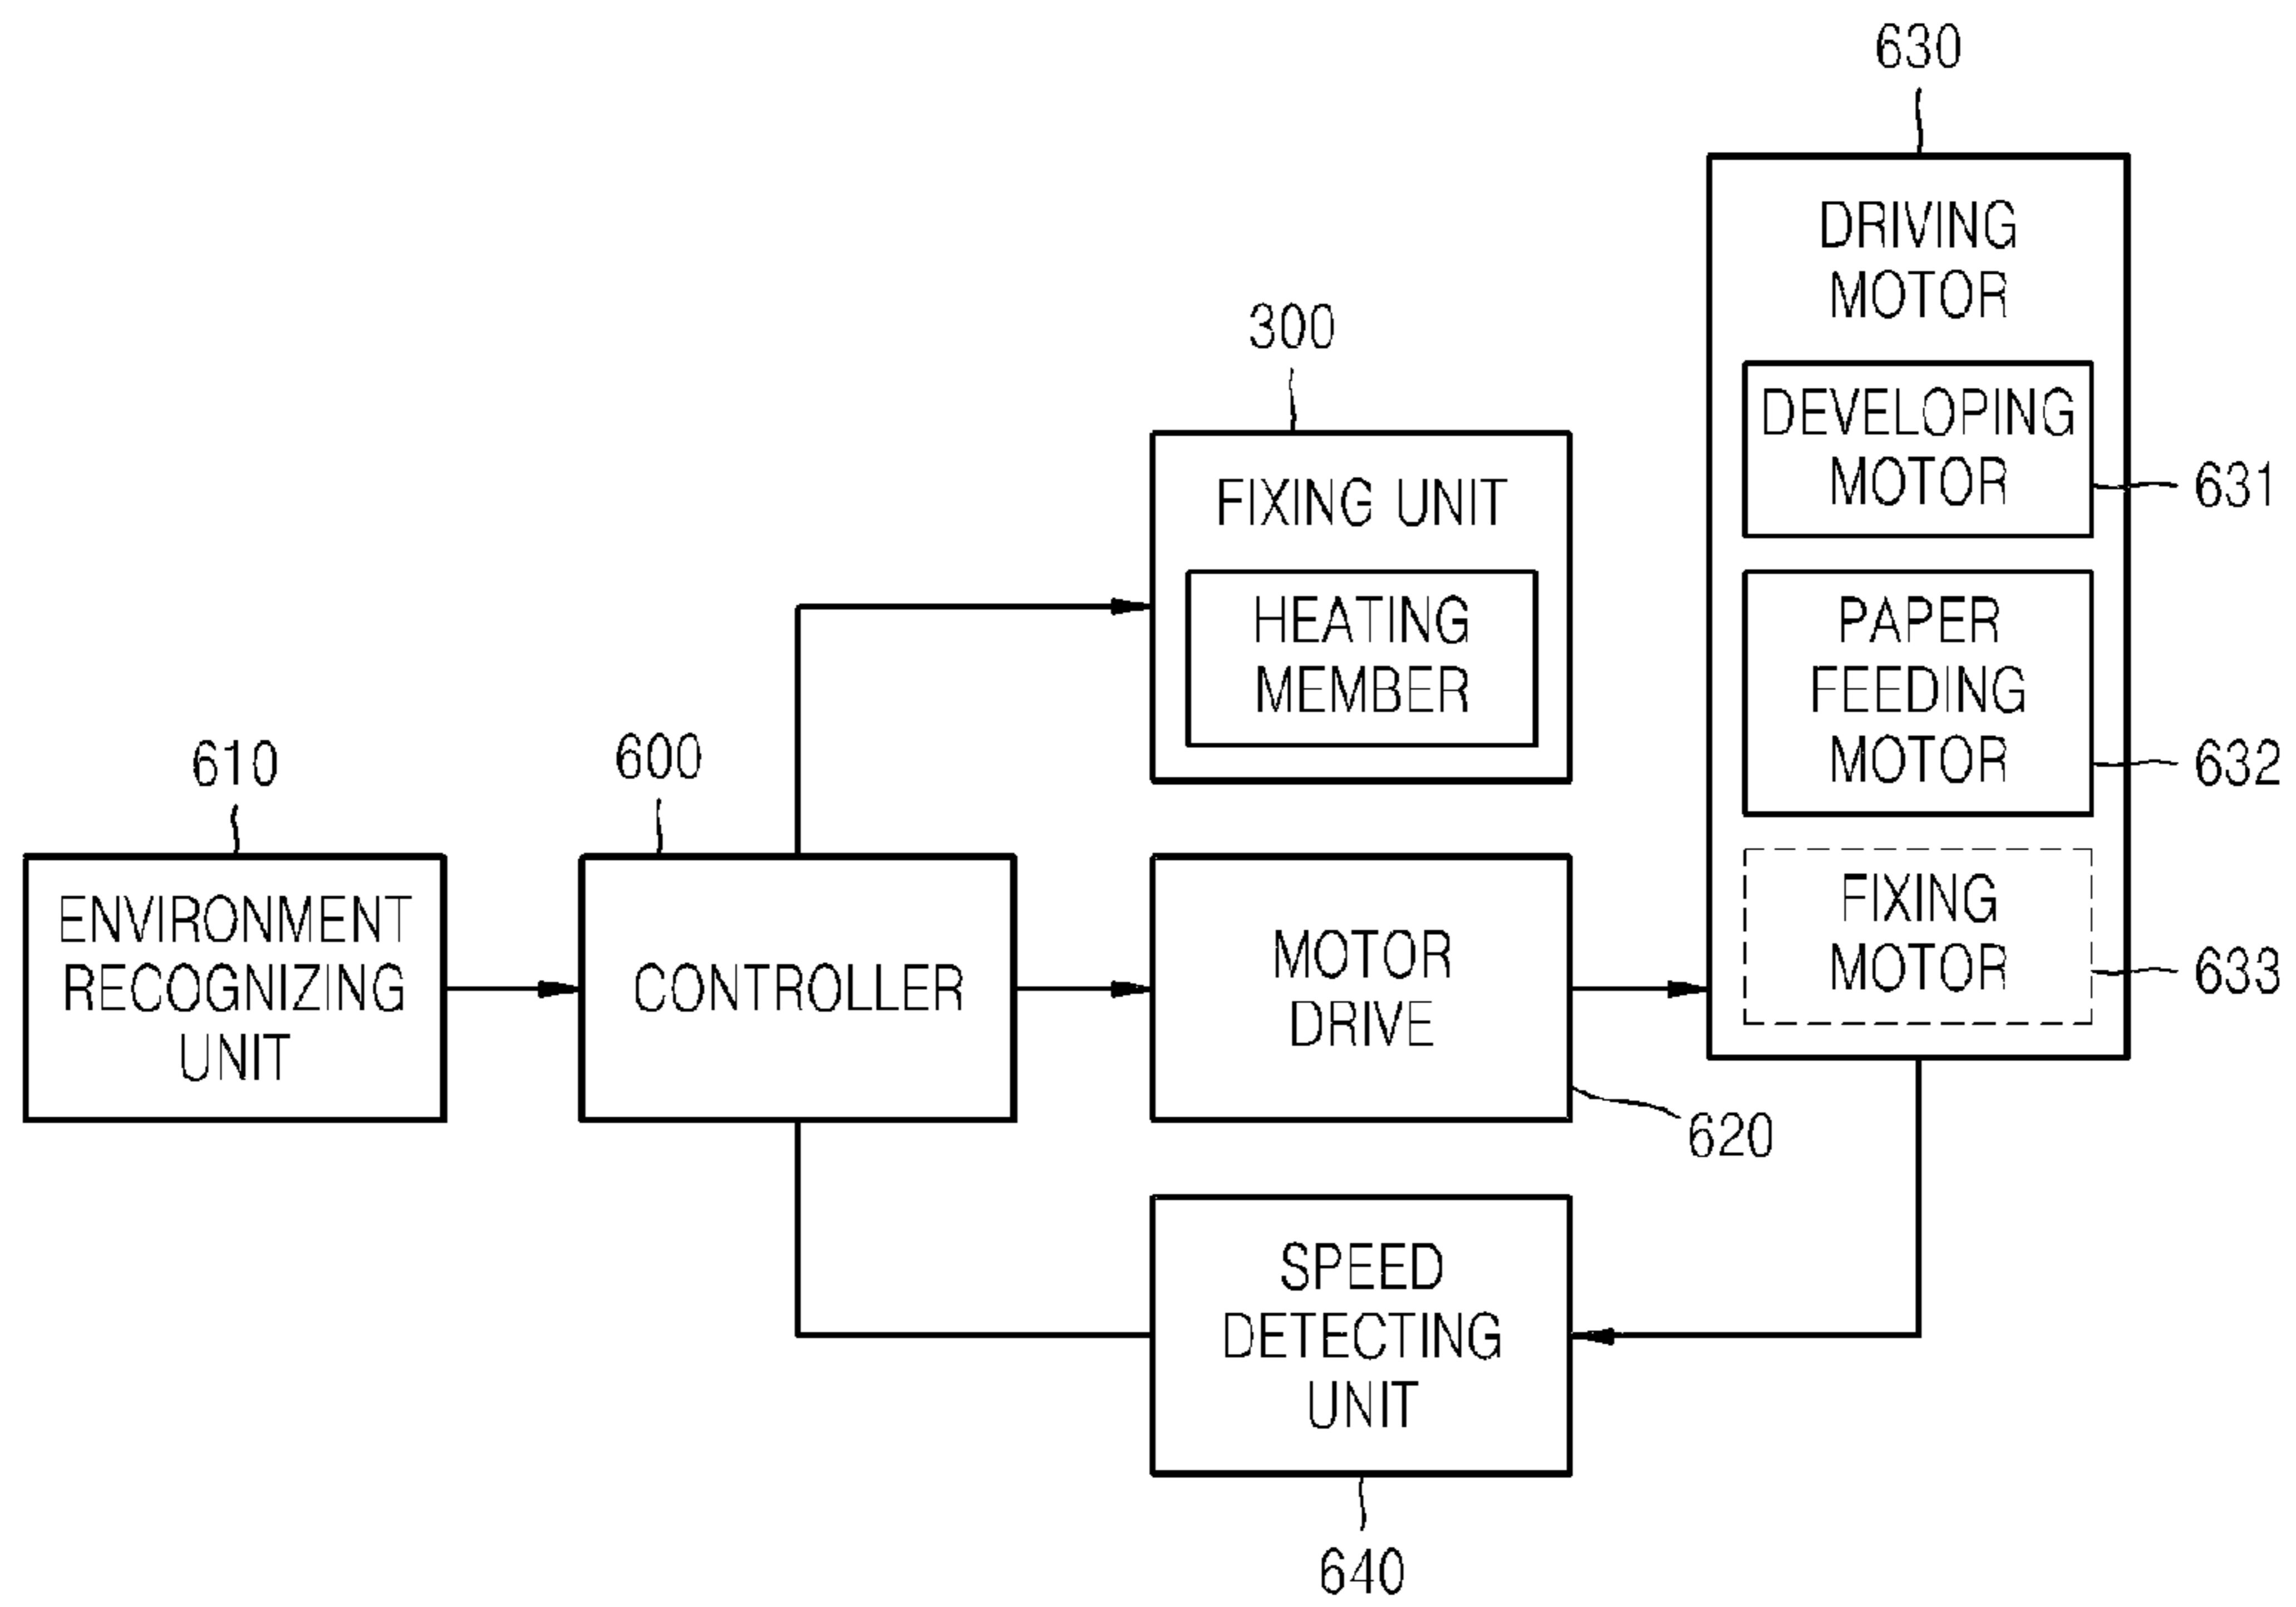 630
DRIVING
MOTOR
DEVELOPING
MOTOR
631
PAPER
FEEDING
MOTOR
632
FIXING
MOTOR
633
300
FIXING UNIT
HEATING
MEMBER
610
ENVIRONMENT
RECOGNIZING
UNIT
600
CONTROLLER
MOTOR
DRIVE
620
SPEED
DETECTING
UNIT
640